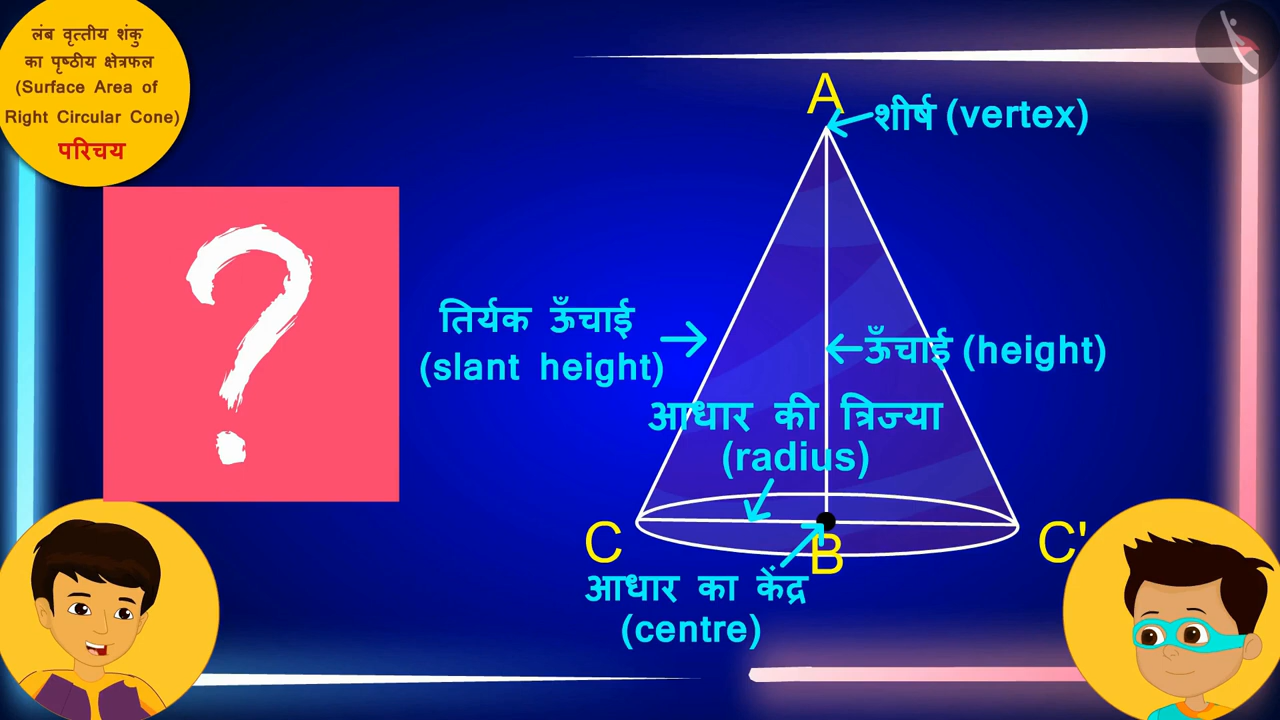 लंब वृत्तीय शंकु
का पृष्ठीय क्षेत्रफल
(Surface Area of
Right Circular Cone)
परिचय
?
A
शीर्ष (vertex)
तिर्यक ऊँचाई
(slant height)
ऊँचाई (height)
आधार की त्रिज्या
(radius)
C
B
C'
आधार का केंद्र
(centre)